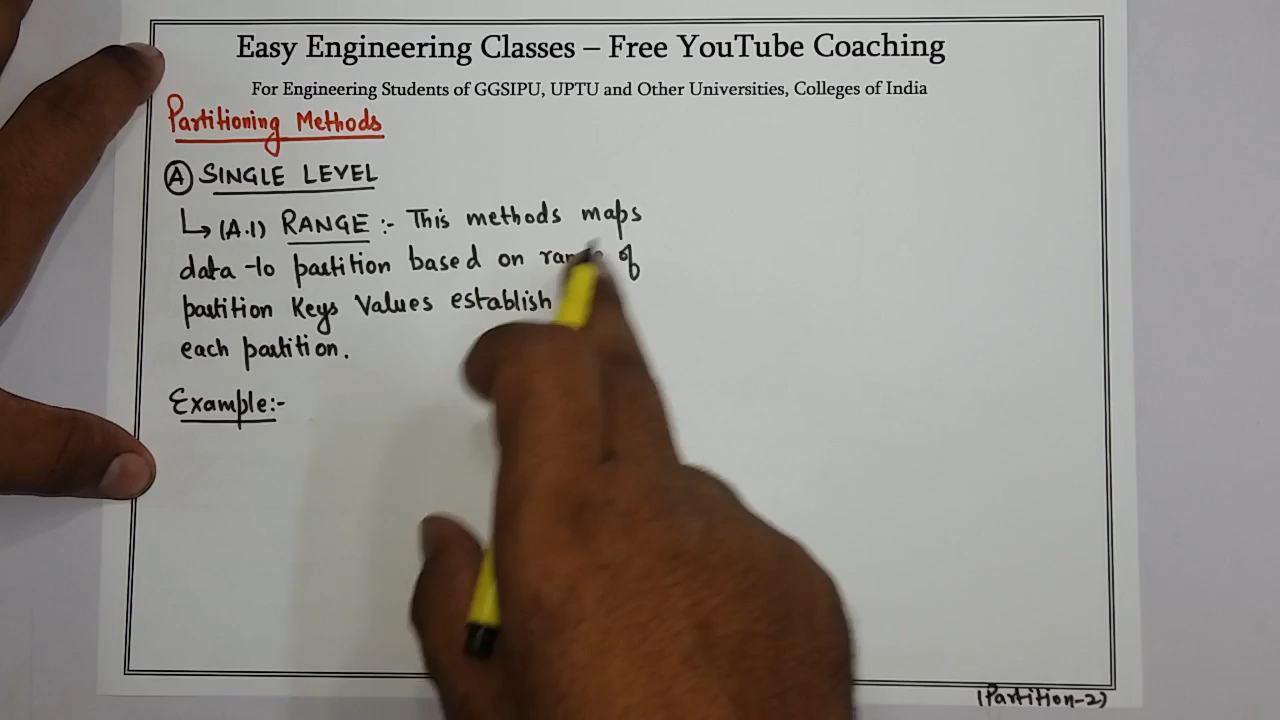 Easy Engineering Classes – Free YouTube Coaching
For Engineering Students of GGSIPU, UPTU and Other Universities, Colleges of India
Partitioning Methods
(A) SINGLE LEVEL
↳ (A.1) RANGE :- This methods maps
data to partition based on of
partition Keys Values establish
each partition.
Example:-
(Partition-2)